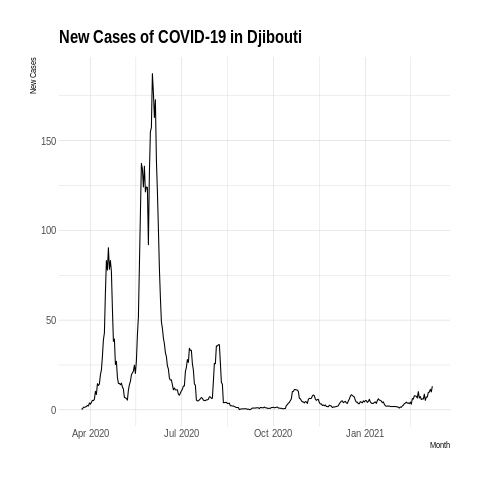 New Cases of COVID-19 in Djibouti
New Cases
150
100
50
0
Apr 2020 Jul 2020 Oct 2020 Jan 2021
Month